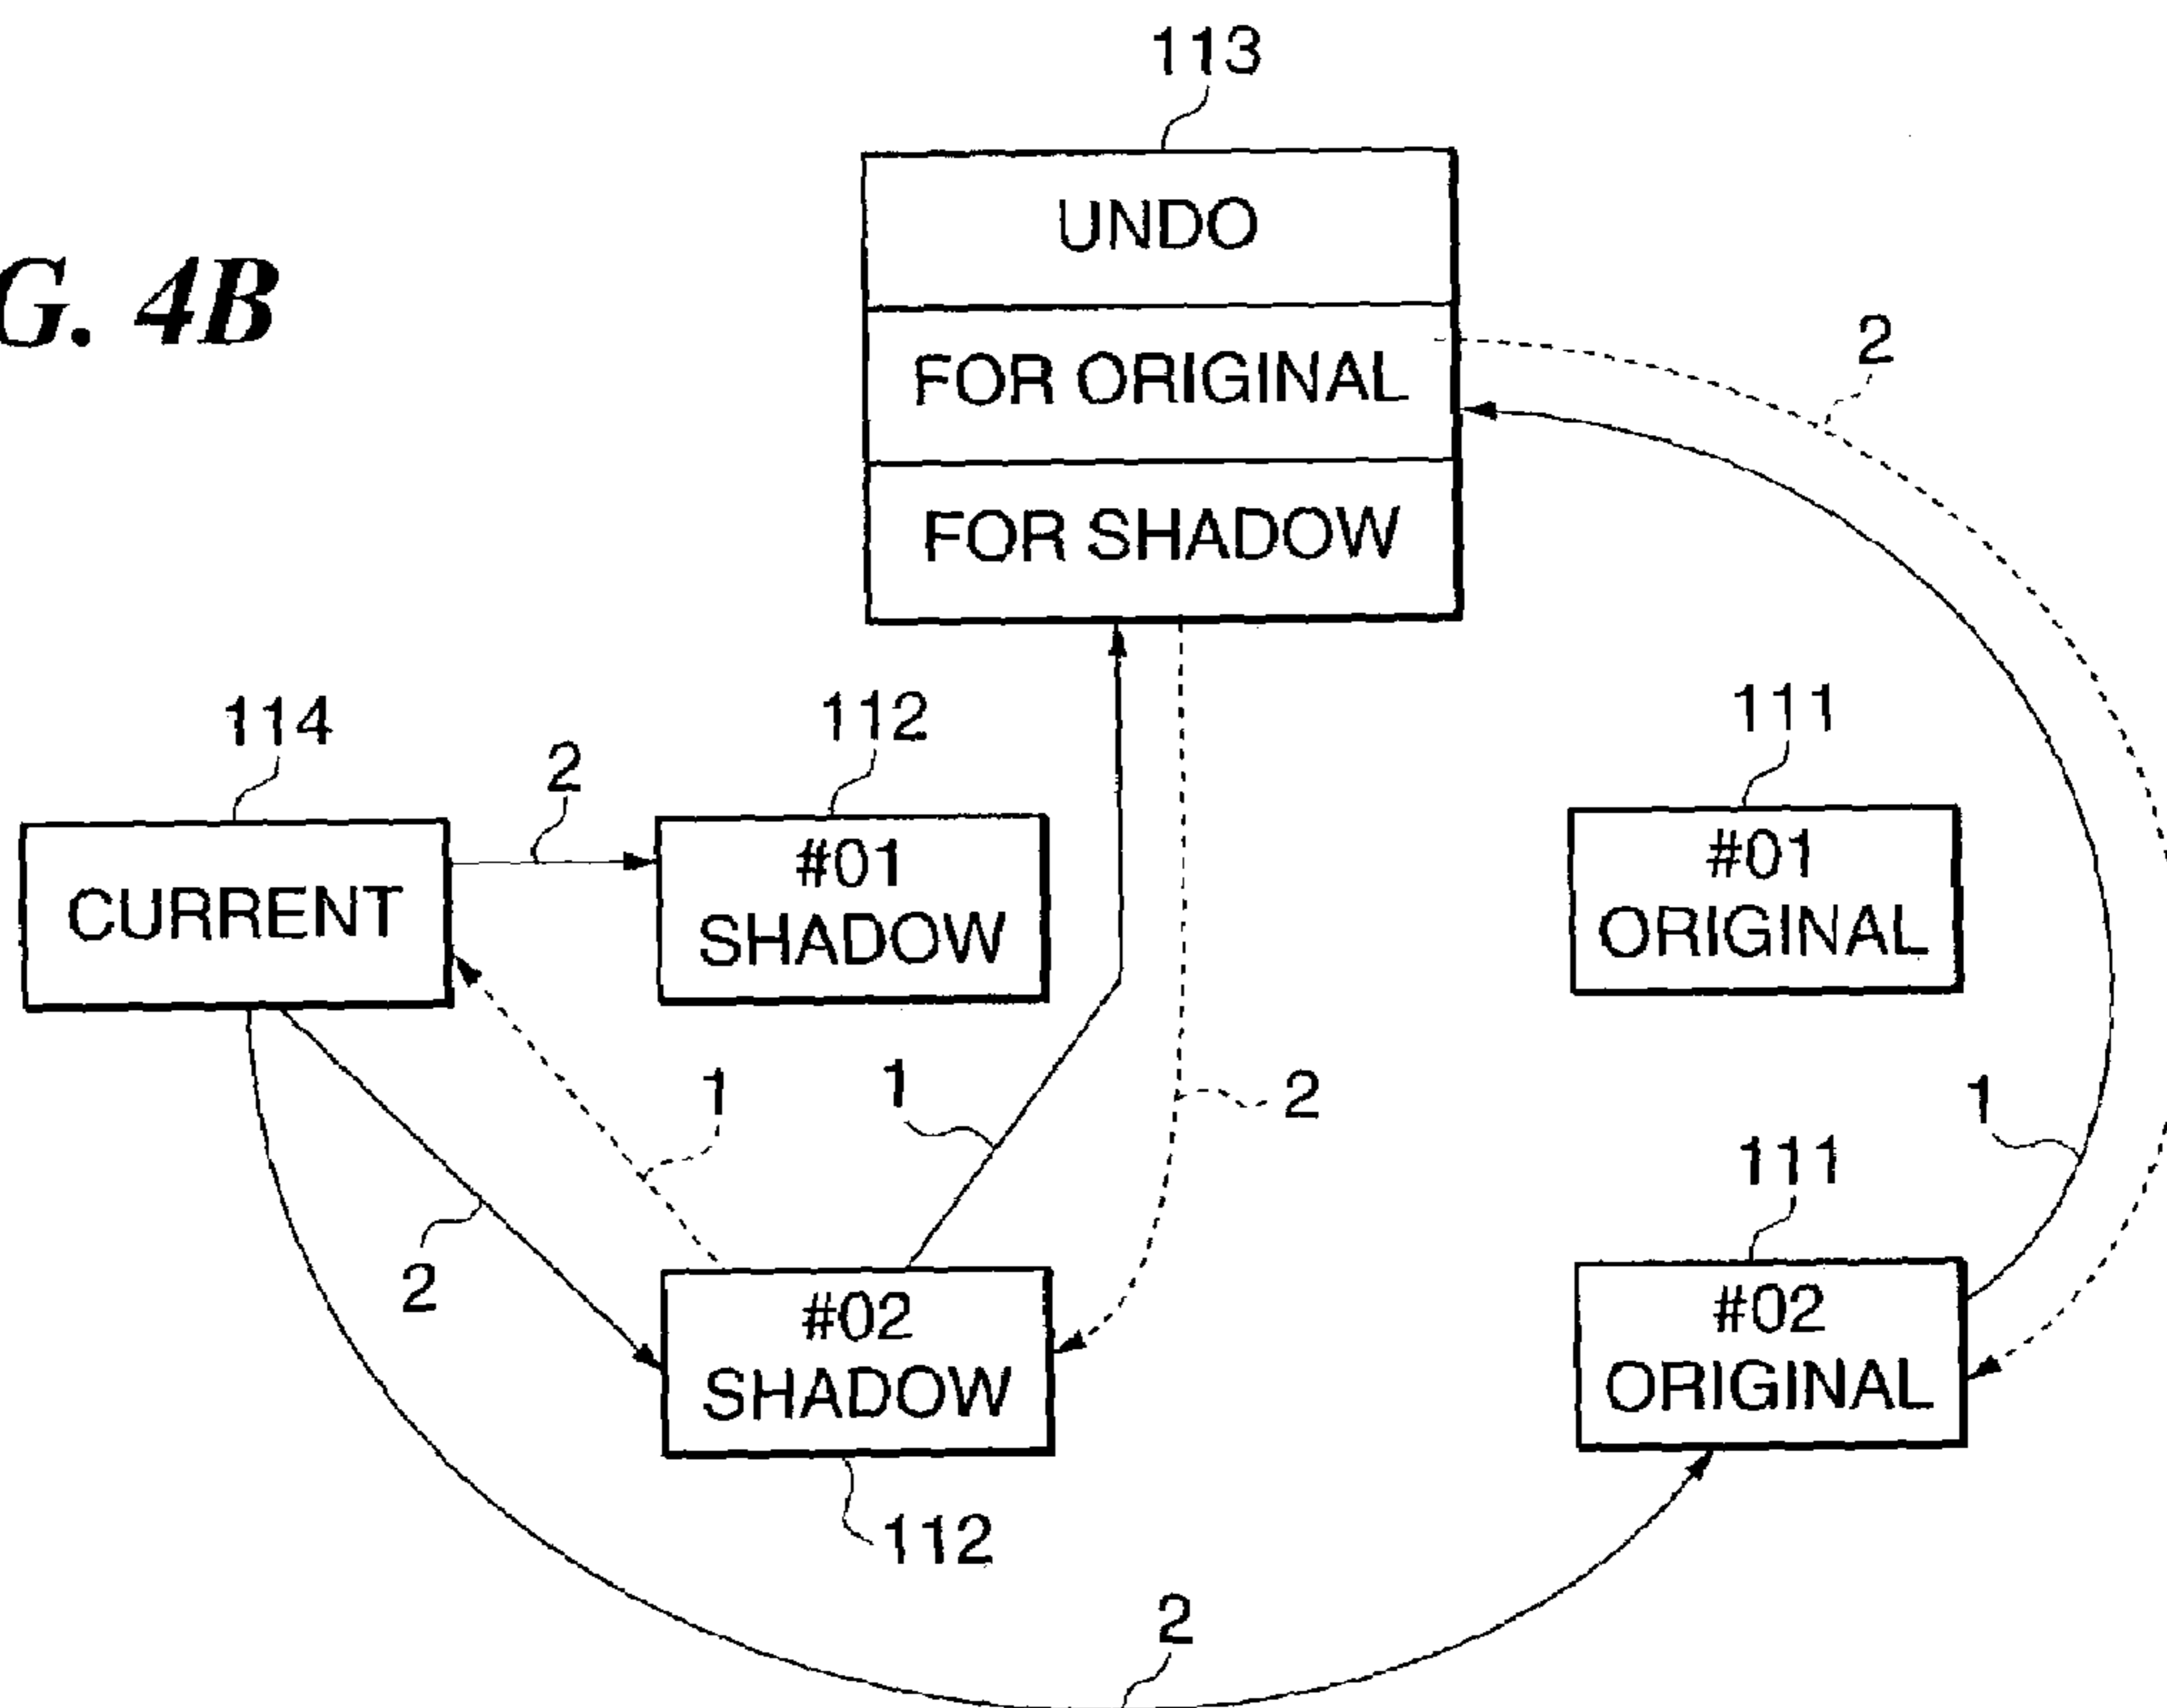 113
G. 4B
UNDO
FOR ORIGINAL
FOR SHADOW
2
114
2
112
111
CURRENT
#01
SHADOW
#01
ORIGINAL
1
1
2
1
111
2
#02
SHADOW
#02
ORIGINAL
112
2